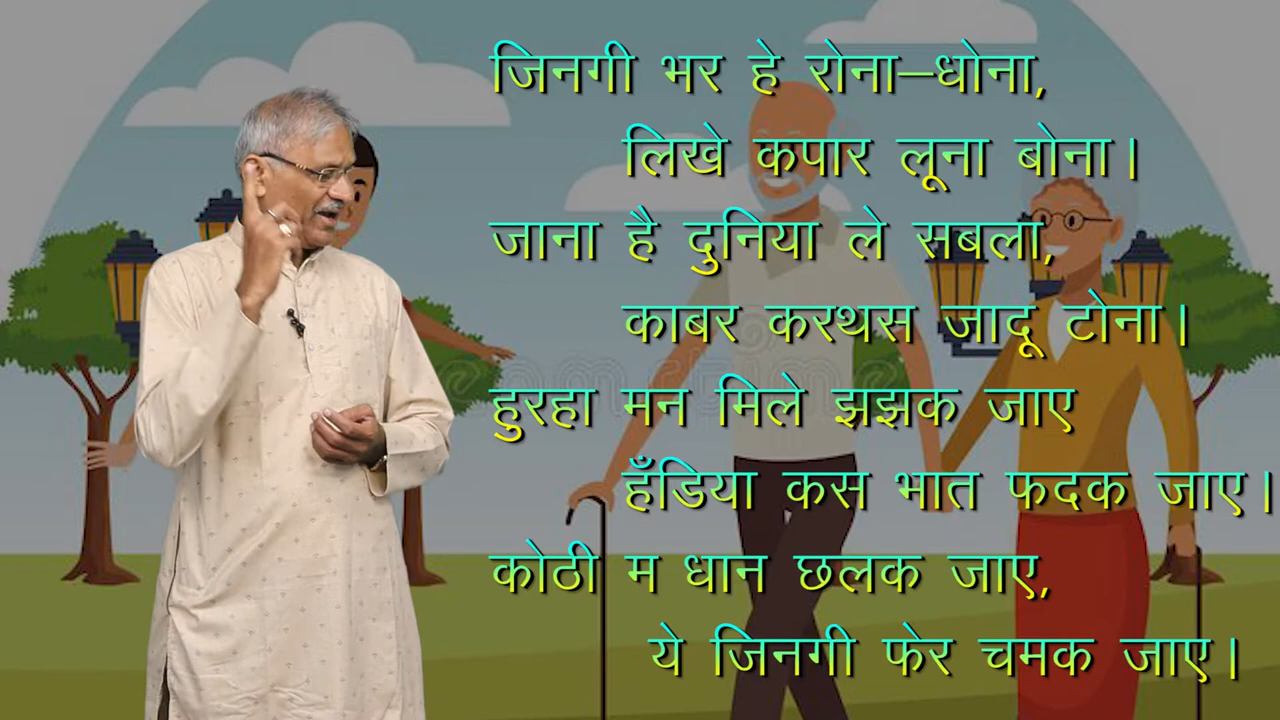 जिनगी भर हे रोना–धोना,
लिखे कपार लूना बोना।
जाना है दुनिया ले सबला,
काबर करथस जादू टोना।
हुरहा मन मिले झझक जाए
हँडिया कस भात फदक जाए।
कोठी म धान छलक जाए,
ये जिनगी फेर चमक जाए।